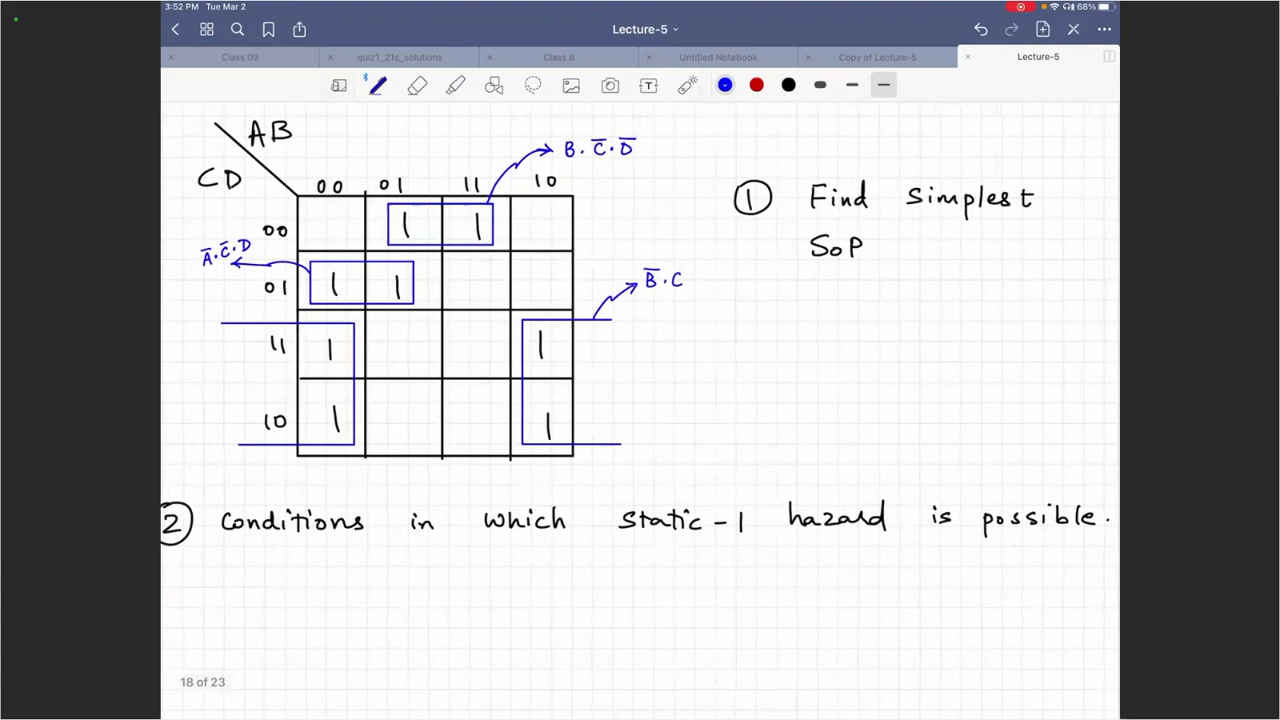 3:52 PM Tue Mar 2
68%
Lecture-5
Class 09
quiz1_21s_solutions
Class 8
Untitled Notebook
Copy of Lecture-5
Lecture-5
AB
CD
B.C̅.D̅
00 01 11 10
00 1 1
A̅.C̅.D
01 1 1
B̅.C
11 1 1
10 1 1
① Find Simplest
SoP
② Conditions in which Static-1 hazard is possible.
18 of 23